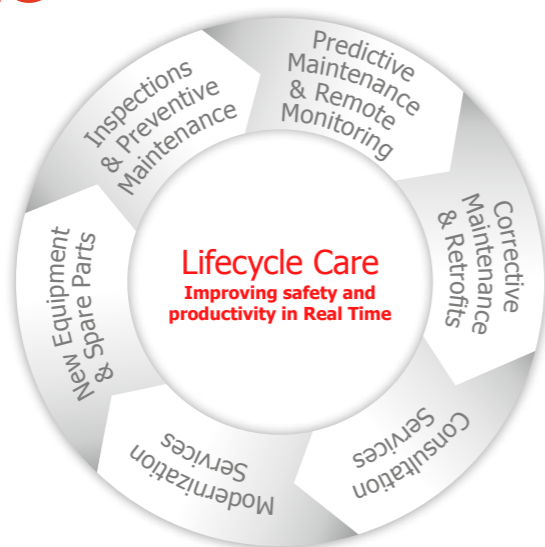 Lifecycle Care
Improving safety and
productivity in Real Time
Inspections
& Preventive
Maintenance
Predictive
Maintenance
& Remote
Monitoring
Corrective
Maintenance
& Retrofits
Consultation
Services
Modernization
Services
New Equipment
& Spare Parts